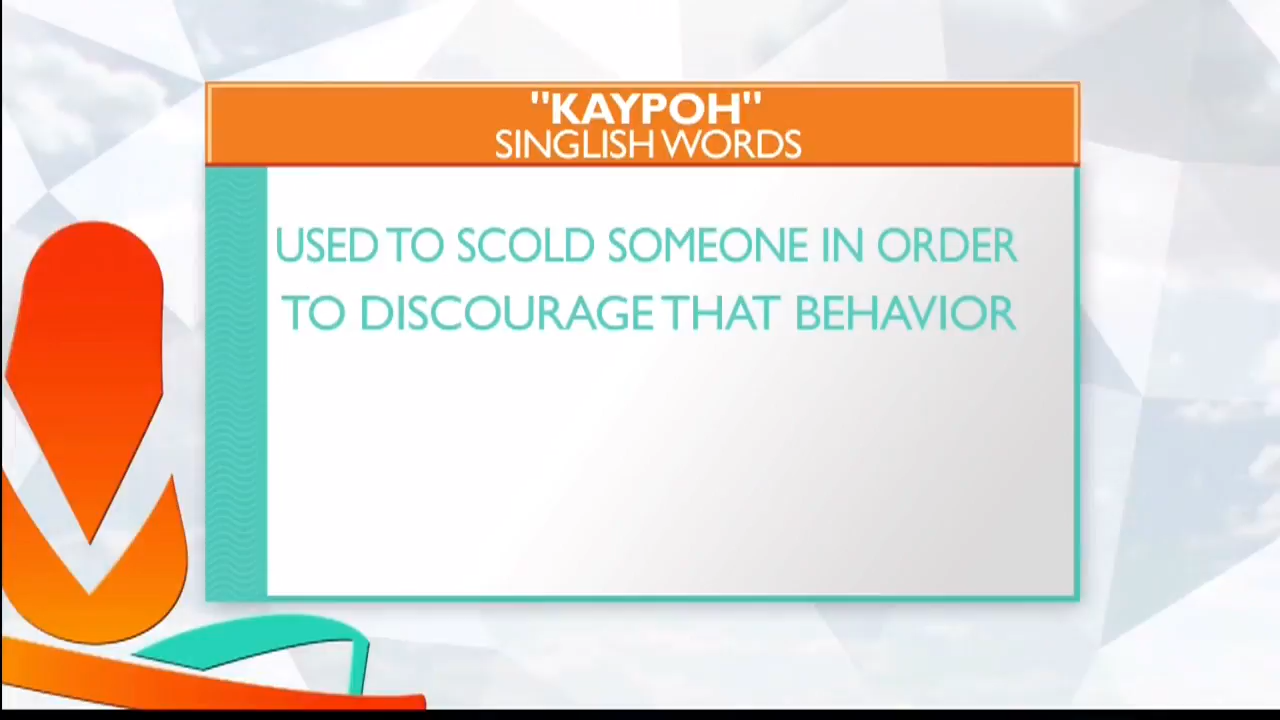 "KAYPOH"
SINGLISH WORDS
USED TO SCOLD SOMEONE IN ORDER
TO DISCOURAGE THAT BEHAVIOR